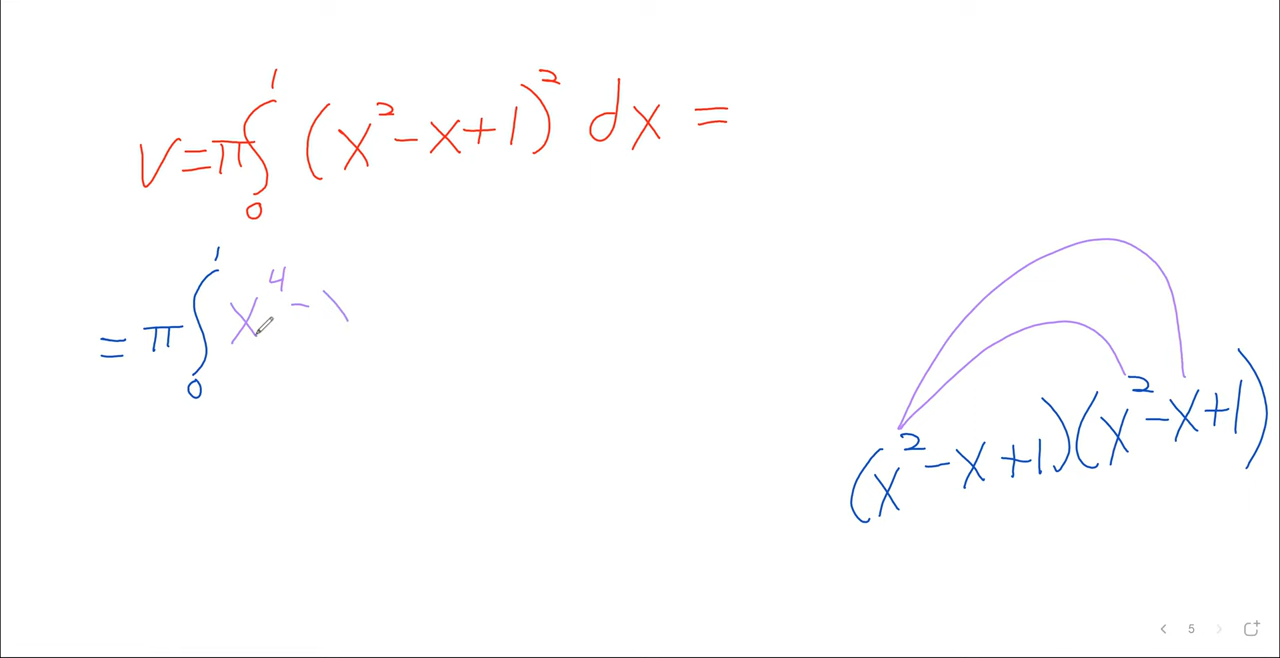 V=π∫₀¹ (x²-x+1)² dx =
= π∫₀¹ x⁴ -
(x²-x+1)(x²-x+1)
5